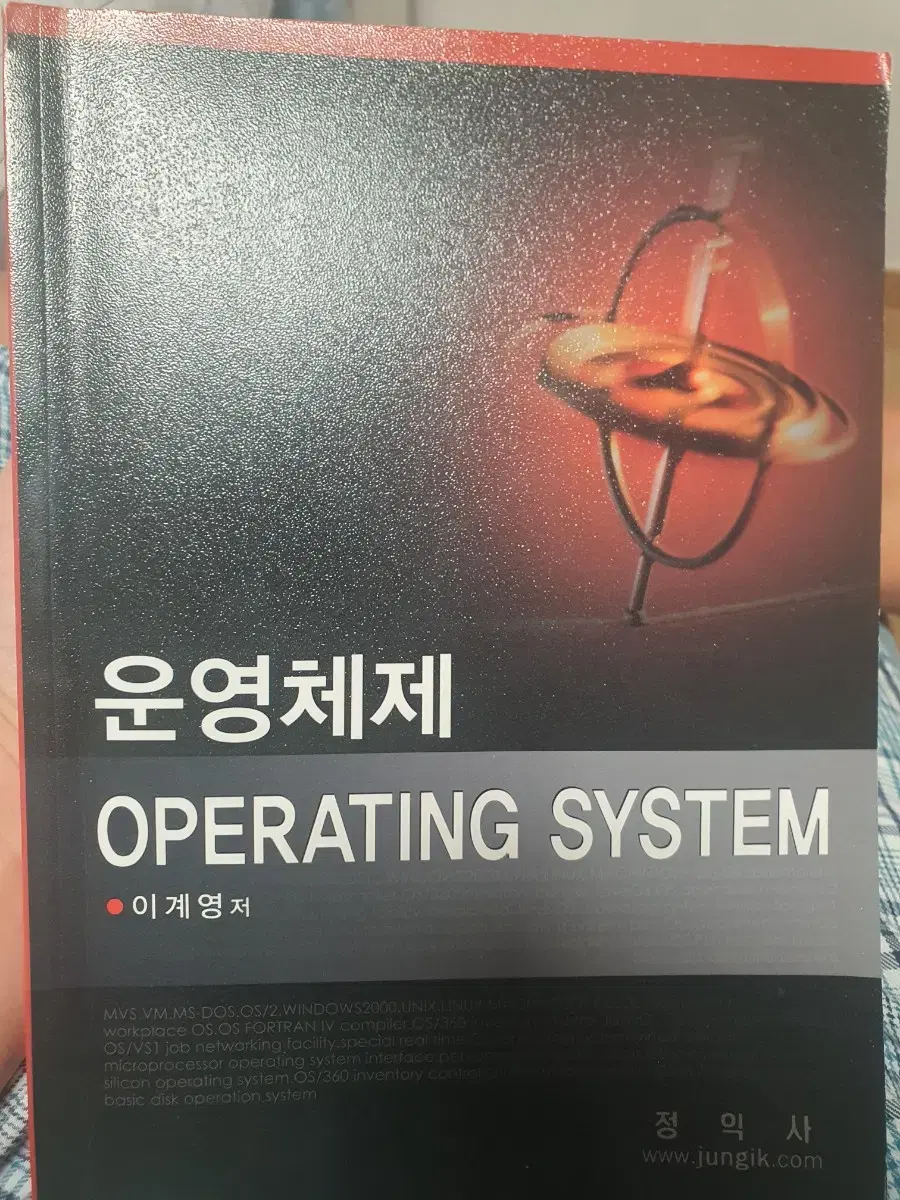 운영체제
OPERATING SYSTEM
이계영 저
MVS.VM.MS-DOS.OS/2.WINDOWS2000.UNIX.LINUX
workplace OS.OS FORTRAN IV compiler.OS/360
OS/VS1 job networking facility.special real time
microprocessor operating system interface
silicon operating system.OS/360 inventory control
basic disk operation system
정 익 사
www.jungik.com